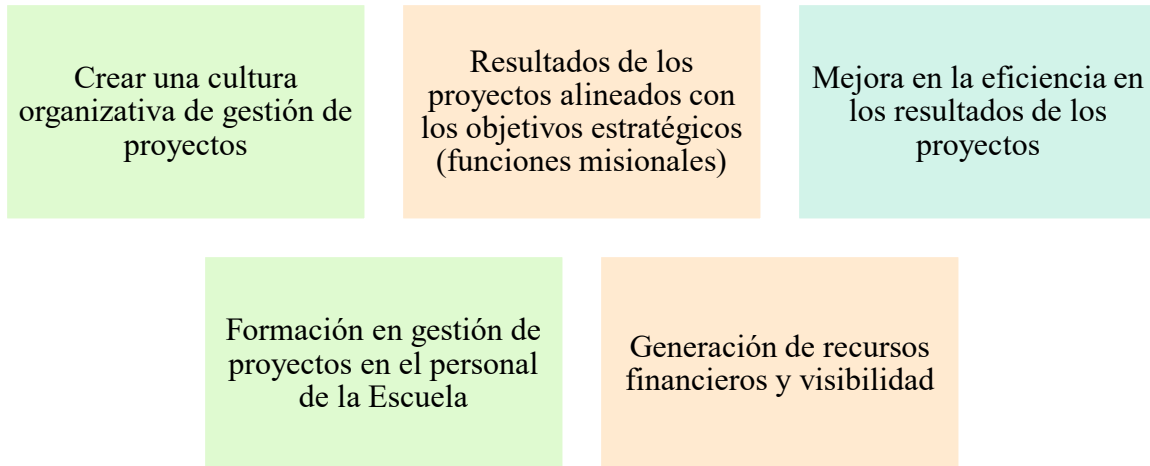 Crear una cultura
organizativa de gestión de
proyectos
Resultados de los
proyectos alineados con
los objetivos estratégicos
(funciones misionales)
Mejora en la eficiencia en
los resultados de los
proyectos
Formación en gestión de
proyectos en el personal
de la Escuela
Generación de recursos
financieros y visibilidad